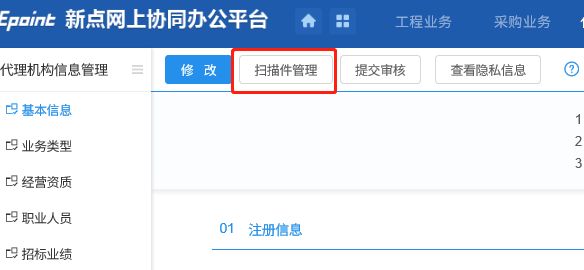 Epoint 新点网上协同办公平台 工程业务 采购业务
代理机构信息管理
修 改 扫描件管理 提交审核 查看隐私信息
基本信息
业务类型
经营资质
职业人员
招标业绩
1
2
3
01 注册信息